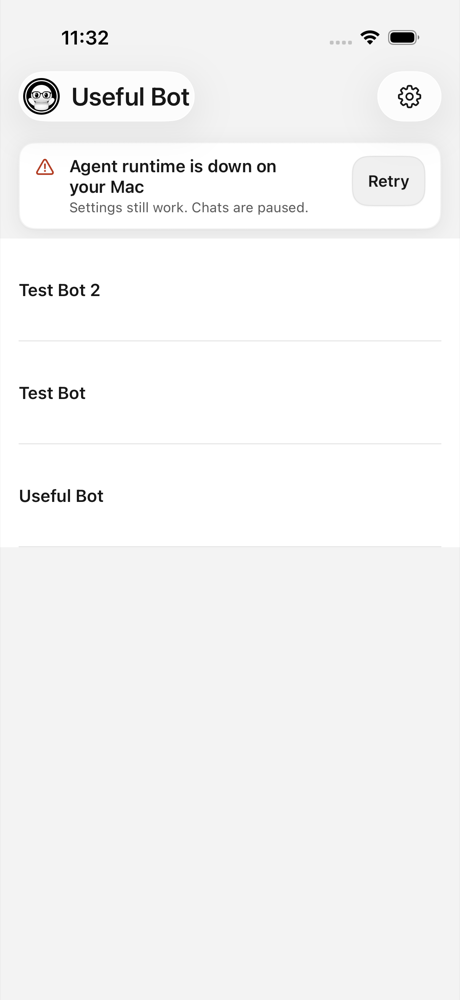 11:32
Useful Bot
Agent runtime is down on
your Mac
Settings still work. Chats are paused.
Retry
Test Bot 2
Test Bot
Useful Bot